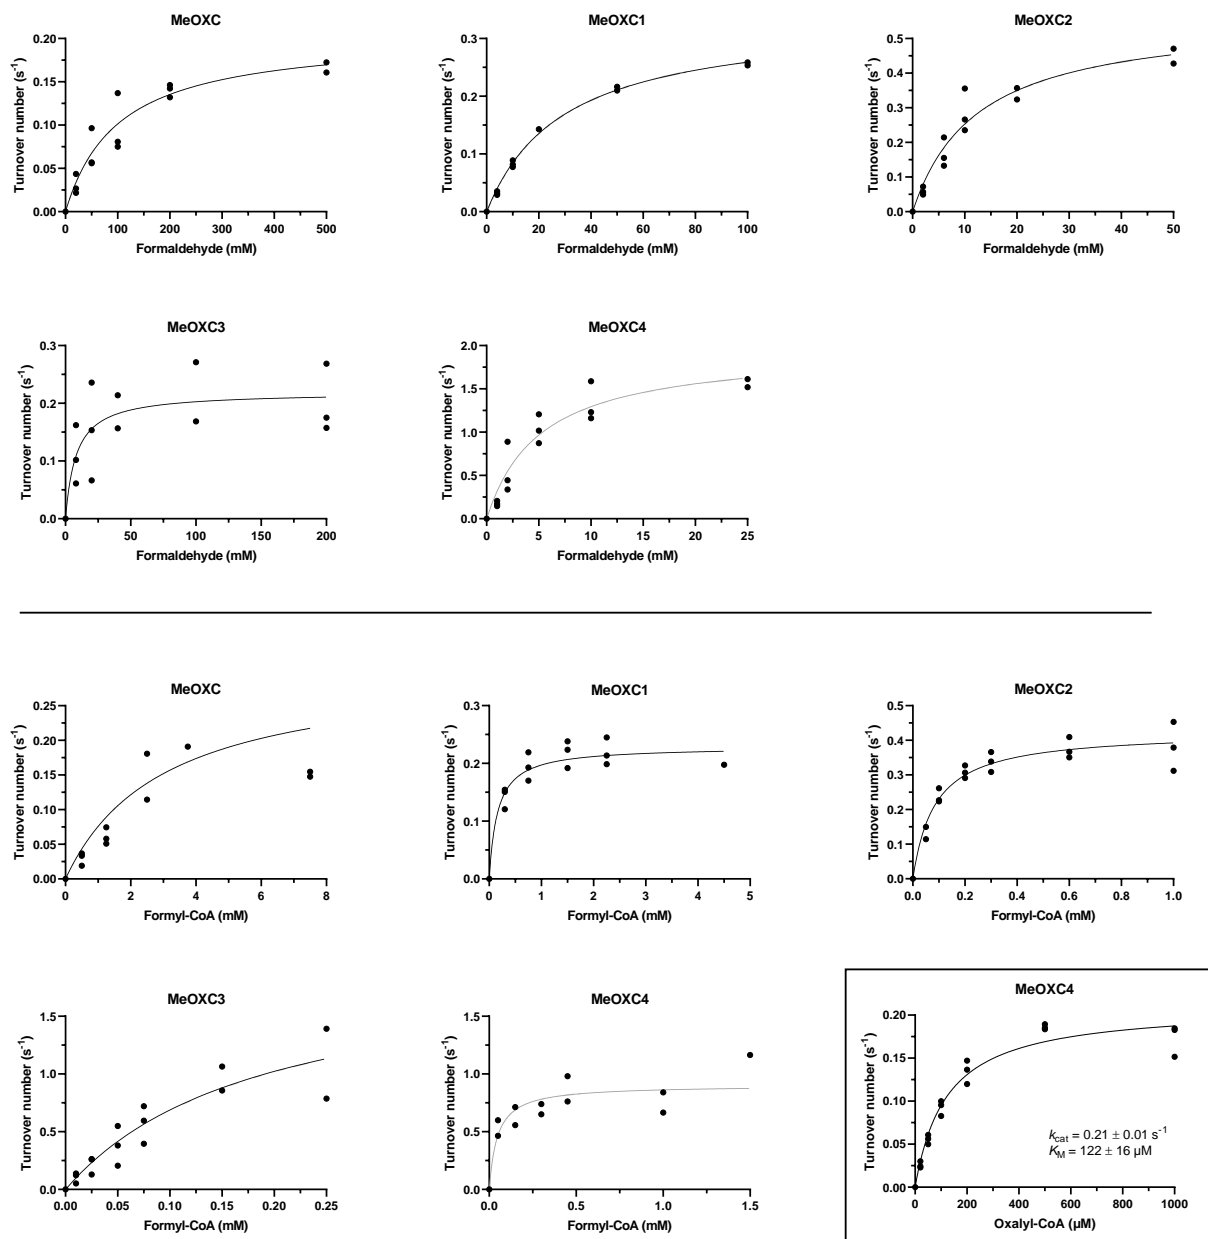 MeOXC
Turnover number (s⁻¹)
0.20
0.15
0.10
0.05
0.00
0 100 200 300 400 500
Formaldehyde (mM)
MeOXC1
Turnover number (s⁻¹)
0.3
0.2
0.1
0.0
0 20 40 60 80 100
Formaldehyde (mM)
MeOXC2
Turnover number (s⁻¹)
0.5
0.4
0.3
0.2
0.1
0.0
0 10 20 30 40 50
Formaldehyde (mM)
MeOXC3
Turnover number (s⁻¹)
0.3
0.2
0.1
0.0
0 50 100 150 200
Formaldehyde (mM)
MeOXC4
Turnover number (s⁻¹)
2.0
1.5
1.0
0.5
0.0
0 5 10 15 20 25
Formaldehyde (mM)
MeOXC
Turnover number (s⁻¹)
0.25
0.20
0.15
0.10
0.05
0.00
0 2 4 6 8
Formyl-CoA (mM)
MeOXC1
Turnover number (s⁻¹)
0.3
0.2
0.1
0.0
0 1 2 3 4 5
Formyl-CoA (mM)
MeOXC2
Turnover number (s⁻¹)
0.5
0.4
0.3
0.2
0.1
0.0
0.0 0.2 0.4 0.6 0.8 1.0
Formyl-CoA (mM)
MeOXC3
Turnover number (s⁻¹)
1.5
1.0
0.5
0.0
0.00 0.05 0.10 0.15 0.20 0.25
Formyl-CoA (mM)
MeOXC4
Turnover number (s⁻¹)
1.5
1.0
0.5
0.0
0.0 0.5 1.0 1.5
Formyl-CoA (mM)
MeOXC4
Turnover number (s⁻¹)
0.20
0.15
0.10
0.05
0.00
k_cat = 0.21 ± 0.01 s⁻¹
K_M = 122 ± 16 µM
0 200 400 600 800 1000
Oxalyl-CoA (µM)